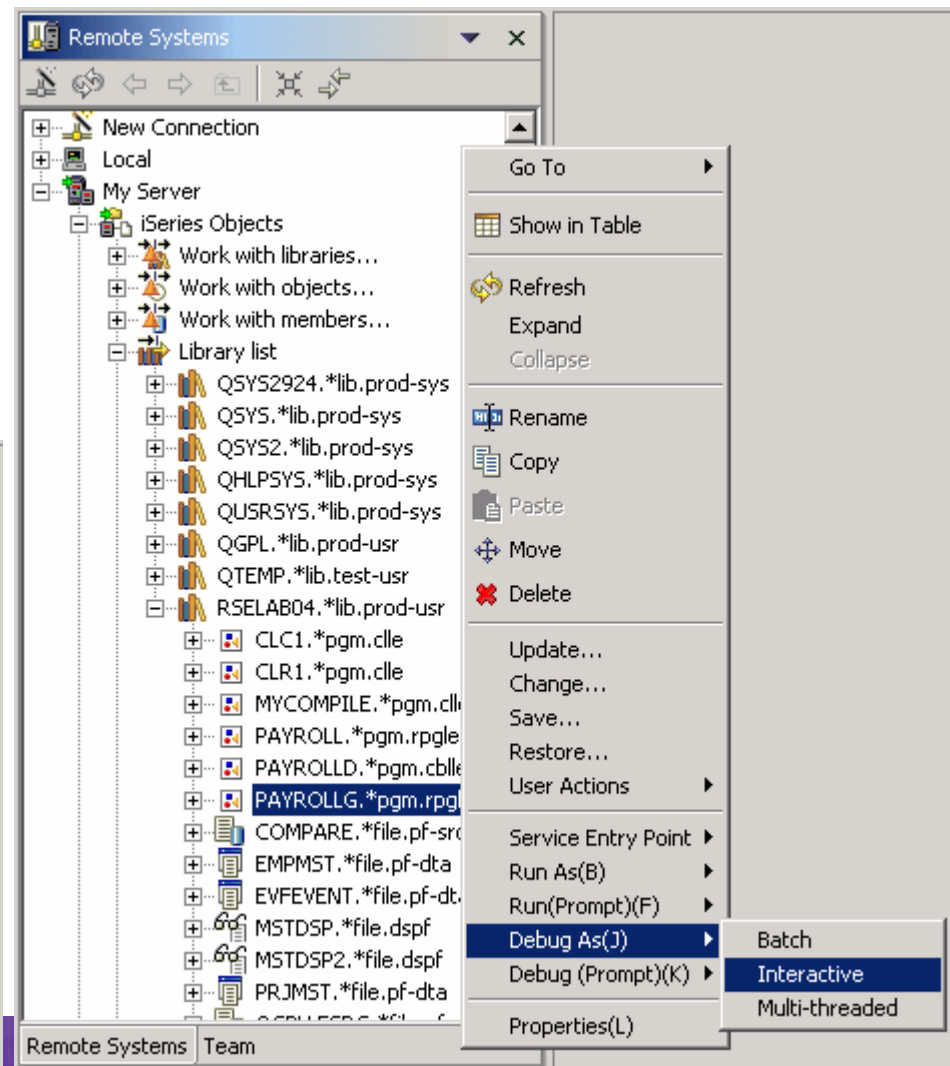 Remote Systems
New Connection
Local
My Server
iSeries Objects
Work with libraries...
Work with objects...
Work with members...
Library list
QSYS2924.*lib.prod-sys
QSYS.*lib.prod-sys
QSYS2.*lib.prod-sys
QHLPSYS.*lib.prod-sys
QUSRSYS.*lib.prod-sys
QGPL.*lib.prod-usr
QTEMP.*lib.test-usr
RSELAB04.*lib.prod-usr
CLC1.*pgm.clle
CLR1.*pgm.clle
MYCOMPILE.*pgm.cll
PAYROLL.*pgm.rpgle
PAYROLLD.*pgm.cblle
PAYROLLG.*pgm.rpgl
COMPARE.*file.pf-src
EMPMST.*file.pf-dta
EVFEVENT.*file.pf-dt
MSTDSP.*file.dspf
MSTDSP2.*file.dspf
PRJMST.*file.pf-dta
Remote Systems Team
Go To
Show in Table
Refresh
Expand
Collapse
Rename
Copy
Paste
Move
Delete
Update...
Change...
Save...
Restore...
User Actions
Service Entry Point
Run As(B)
Run(Prompt)(F)
Debug As(J)
Debug (Prompt)(K)
Properties(L)
Batch
Interactive
Multi-threaded